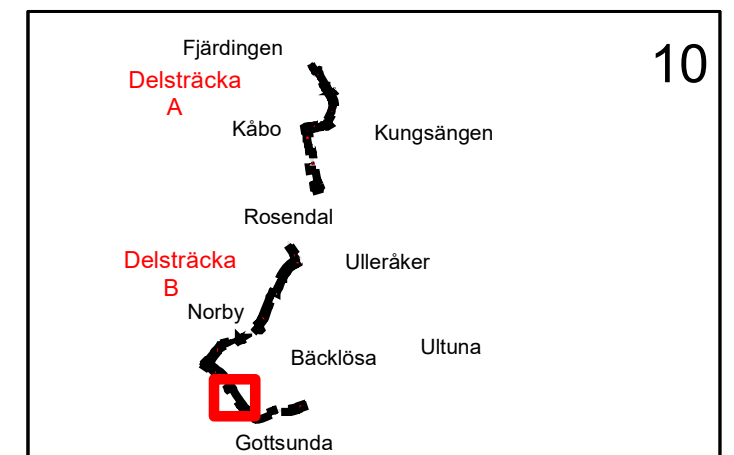 Fjärdingen
10
Delsträcka
A
Kåbo
Kungsängen
Rosendal
Delsträcka
B
Ulleråker
Norby
Ultuna
Bäcklösa
Gottsunda